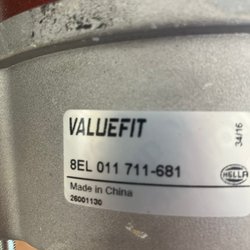 VALUEFIT
34/16
8EL 011 711-681
HELLA
Made in China
26001130